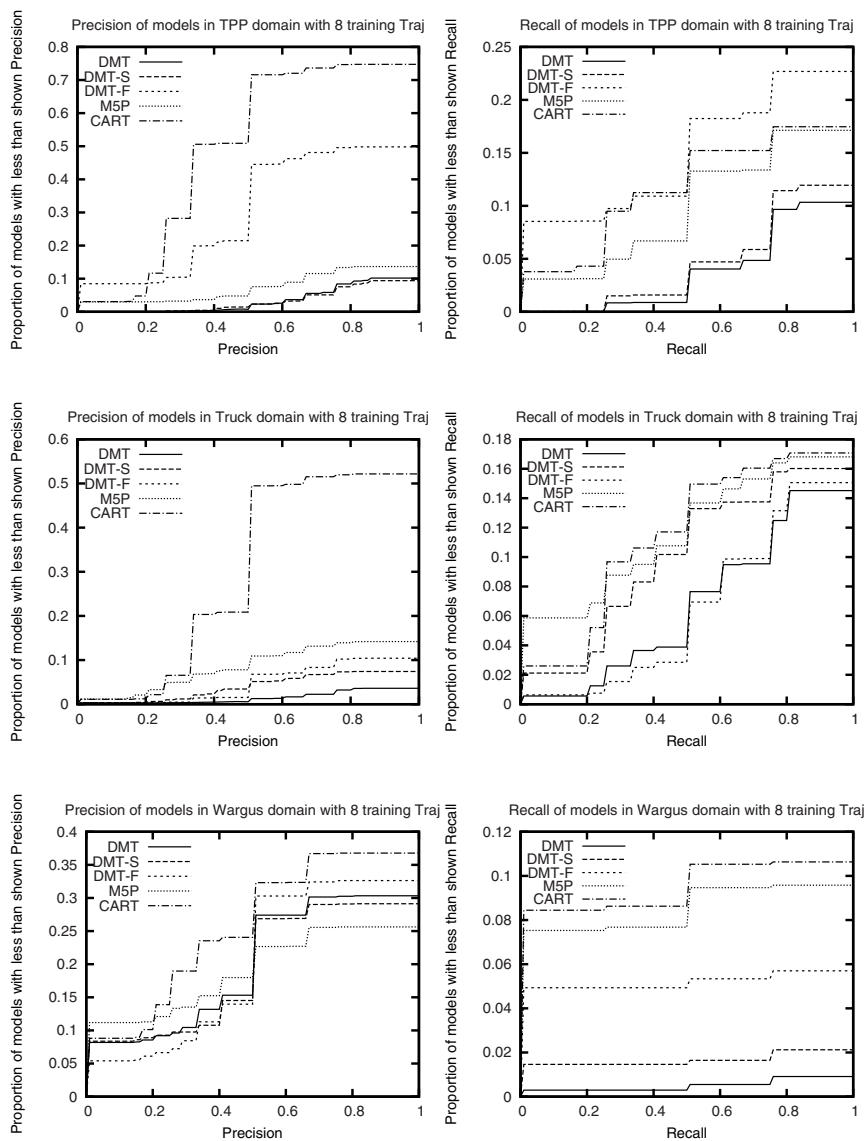 Precision of models in TPP domain with 8 training Traj
Proportion of models with less than shown Precision
0.8
0.7
0.6
0.5
0.4
0.3
0.2
0.1
0
DMT
DMT-S
DMT-F
M5P
CART
0 0.2 0.4 0.6 0.8 1
Precision
Recall of models in TPP domain with 8 training Traj
Proportion of models with less than shown Recall
0.25
0.2
0.15
0.1
0.05
0
DMT
DMT-S
DMT-F
M5P
CART
0 0.2 0.4 0.6 0.8 1
Recall
Precision of models in Truck domain with 8 training Traj
Proportion of models with less than shown Precision
0.6
0.5
0.4
0.3
0.2
0.1
0
DMT
DMT-S
DMT-F
M5P
CART
0 0.2 0.4 0.6 0.8 1
Precision
Recall of models in Truck domain with 8 training Traj
Proportion of models with less than shown Recall
0.18
0.16
0.14
0.12
0.1
0.08
0.06
0.04
0.02
0
DMT
DMT-S
DMT-F
M5P
CART
0 0.2 0.4 0.6 0.8 1
Recall
Precision of models in Wargus domain with 8 training Traj
Proportion of models with less than shown Precision
0.4
0.35
0.3
0.25
0.2
0.15
0.1
0.05
0
DMT
DMT-S
DMT-F
M5P
CART
0 0.2 0.4 0.6 0.8 1
Precision
Recall of models in Wargus domain with 8 training Traj
Proportion of models with less than shown Recall
0.12
0.1
0.08
0.06
0.04
0.02
0
DMT
DMT-S
DMT-F
M5P
CART
0 0.2 0.4 0.6 0.8 1
Recall